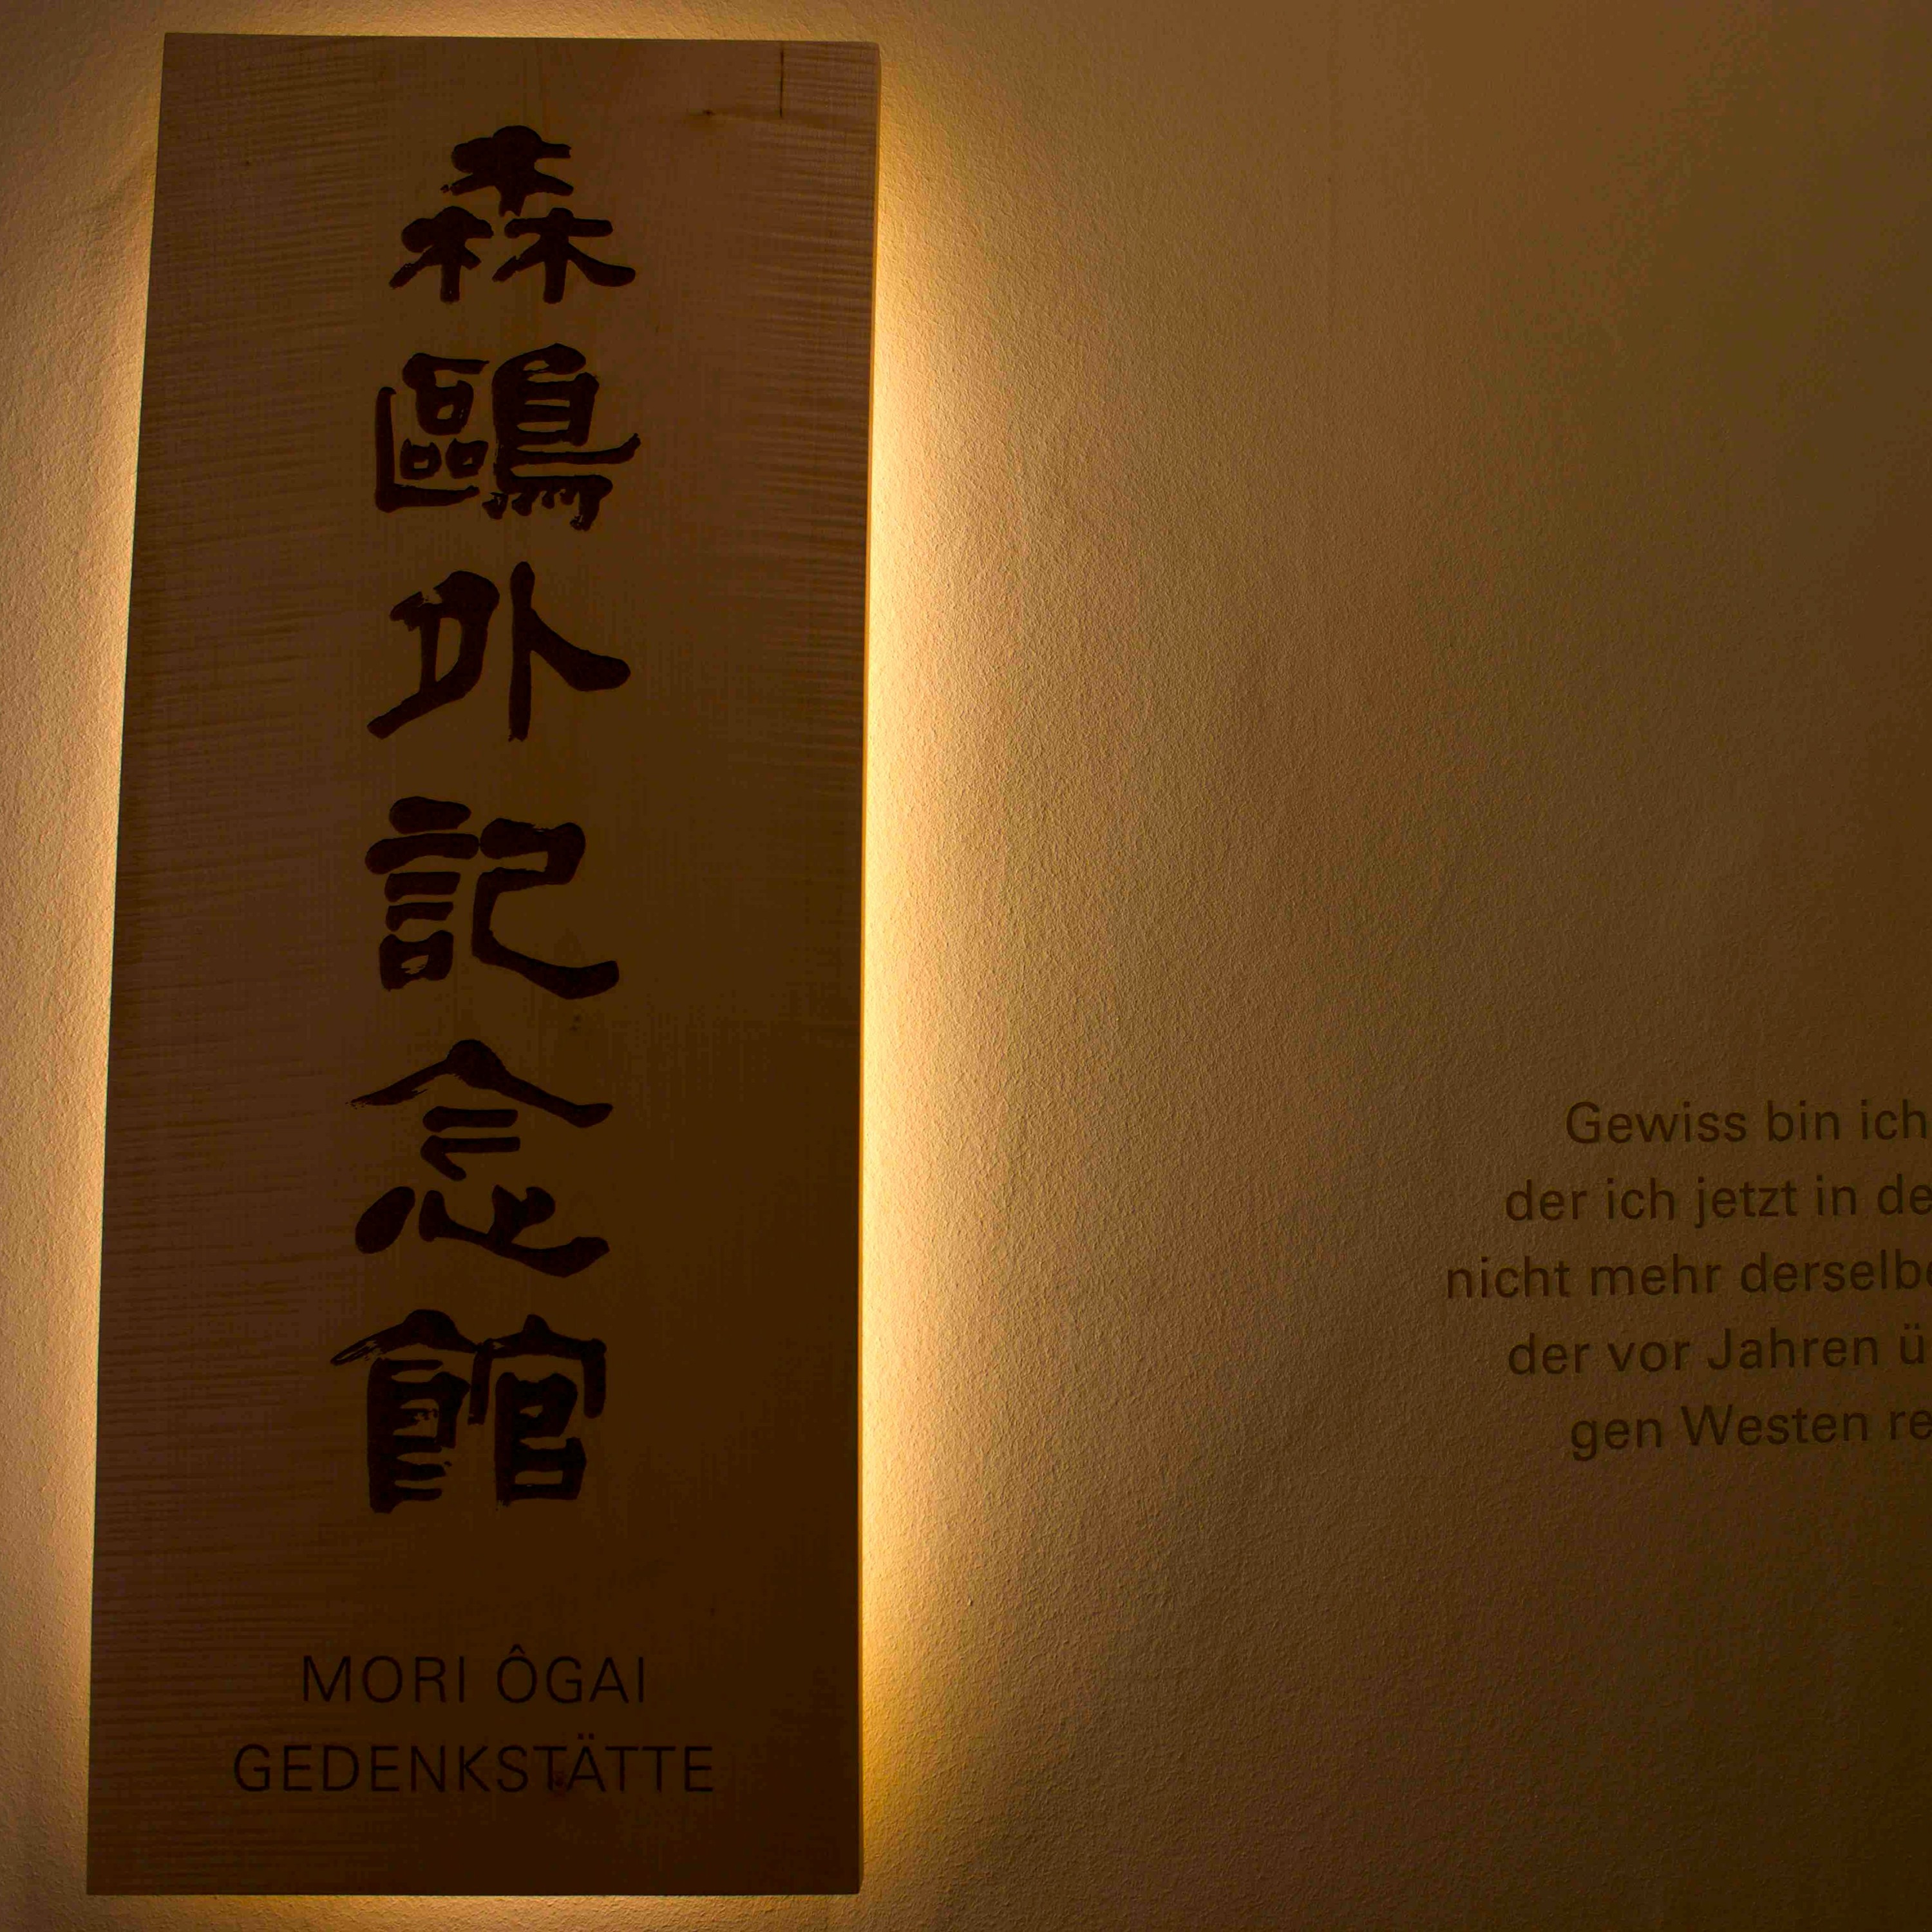 森鷗外記念館
MORI ÔGAI
GEDENKSTÄTTE
Gewiss bin ich
der ich jetzt in de
nicht mehr derselbe
der vor Jahren ü
gen Westen re